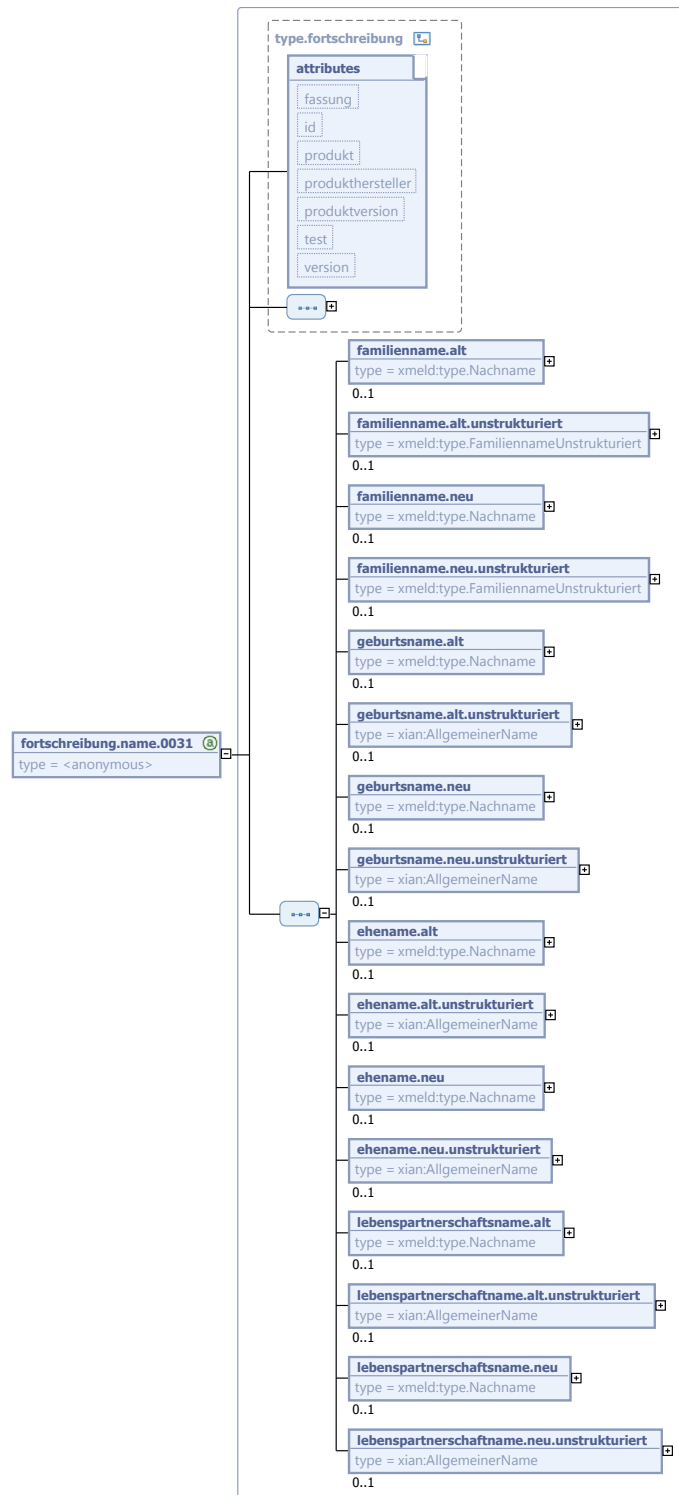 type.fortschreibung
attributes
fassung
id
produkt
produkthersteller
produktversion
test
version
familienname.alt
type = xmeld:type.Nachname
0..1
familienname.alt.unstrukturiert
type = xmeld:type.FamiliennameUnstrukturiert
0..1
familienname.neu
type = xmeld:type.Nachname
0..1
familienname.neu.unstrukturiert
type = xmeld:type.FamiliennameUnstrukturiert
0..1
geburtsname.alt
type = xmeld:type.Nachname
0..1
geburtsname.alt.unstrukturiert
type = xian:AllgemeinerName
0..1
fortschreibung.name.0031 a
type = <anonymous>
geburtsname.neu
type = xmeld:type.Nachname
0..1
geburtsname.neu.unstrukturiert
type = xian:AllgemeinerName
0..1
ehename.alt
type = xmeld:type.Nachname
0..1
ehename.alt.unstrukturiert
type = xian:AllgemeinerName
0..1
ehename.neu
type = xmeld:type.Nachname
0..1
ehename.neu.unstrukturiert
type = xian:AllgemeinerName
0..1
lebenspartnerschaftsname.alt
type = xmeld:type.Nachname
0..1
lebenspartnerschaftname.alt.unstrukturiert
type = xian:AllgemeinerName
0..1
lebenspartnerschaftsname.neu
type = xmeld:type.Nachname
0..1
lebenspartnerschaftname.neu.unstrukturiert
type = xian:AllgemeinerName
0..1